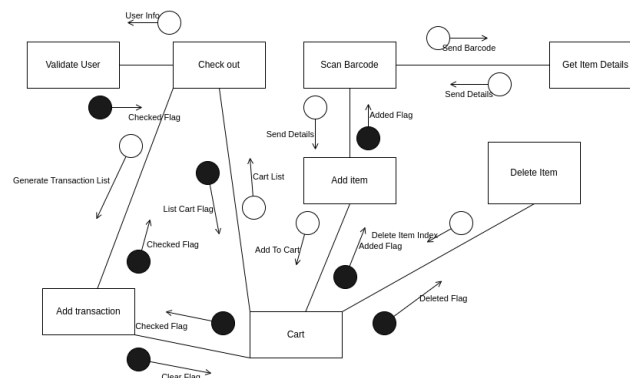 User Info
Validate User
Check out
Scan Barcode
Send Barcode
Get Item Details
Send Details
Checked Flag
Added Flag
Send Details
Generate Transaction List
Cart List
Add item
Delete Item
List Cart Flag
Checked Flag
Add To Cart
Delete Item Index
Added Flag
Add transaction
Deleted Flag
Checked Flag
Cart
Clear Flag